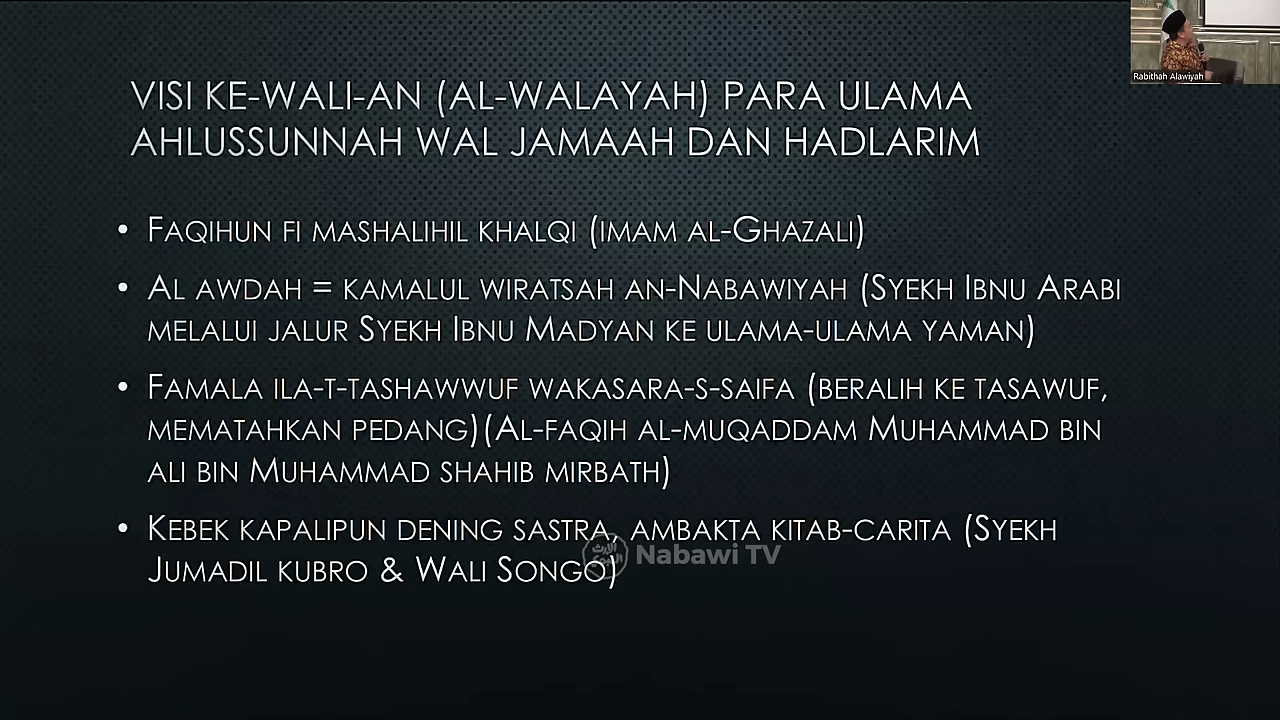 Rabithah Alawiyah
VISI KE-WALI-AN (AL-WALAYAH) PARA ULAMA
AHLUSSUNNAH WAL JAMAAH DAN HADLARIM
• FAQIHUN FI MASHALIHIL KHALQI (IMAM AL-GHAZALI)
• AL AWDAH = KAMALUL WIRATSAH AN-NABAWIYAH (SYEKH IBNU ARABI
MELALUI JALUR SYEKH IBNU MADYAN KE ULAMA-ULAMA YAMAN)
• FAMALA ILA-T-TASHAWWUF WAKASARA-S-SAIFA (BERALIH KE TASAWUF,
MEMATAHKAN PEDANG)(AL-FAQIH AL-MUQADDAM MUHAMMAD BIN
ALI BIN MUHAMMAD SHAHIB MIRBATH)
• KEBEK KAPALIPUN DENING SASTRA, AMBAKTA KITAB-CARITA (SYEKH
JUMADIL KUBRO & WALI SONGO)
Nabawi TV